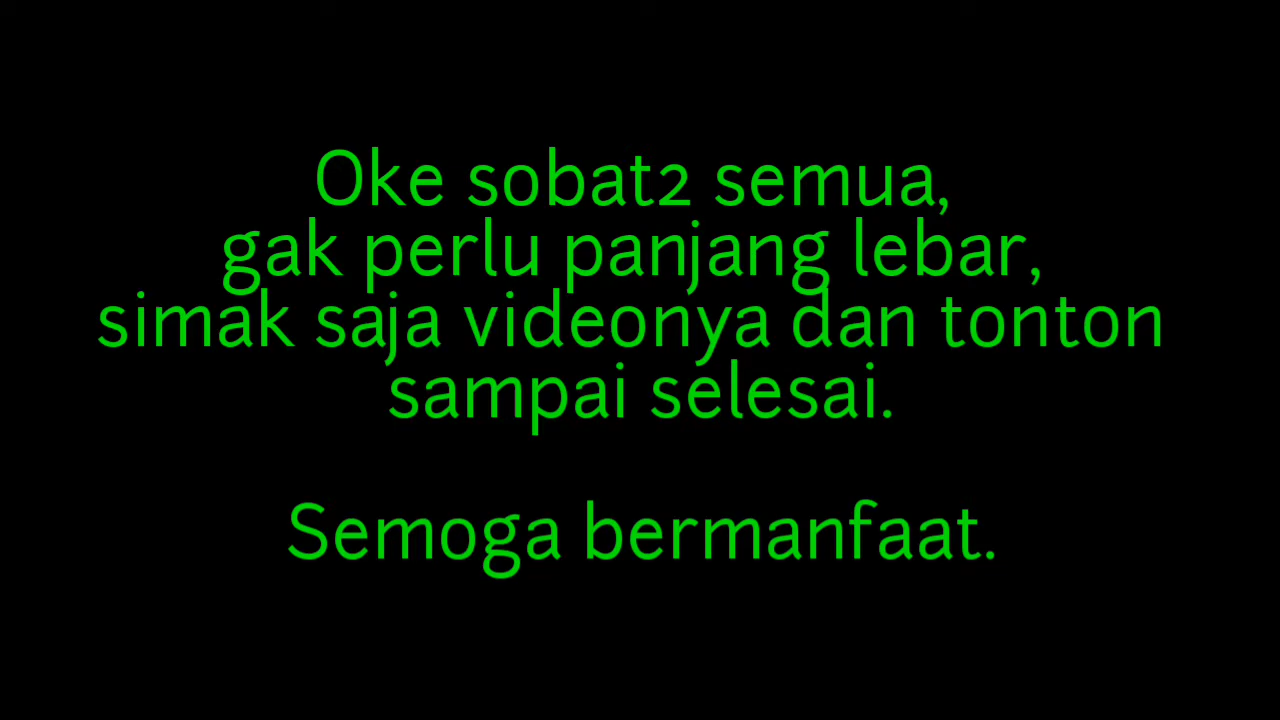 Oke sobat2 semua,
gak perlu panjang lebar,
simak saja videonya dan tonton
sampai selesai.
Semoga bermanfaat.